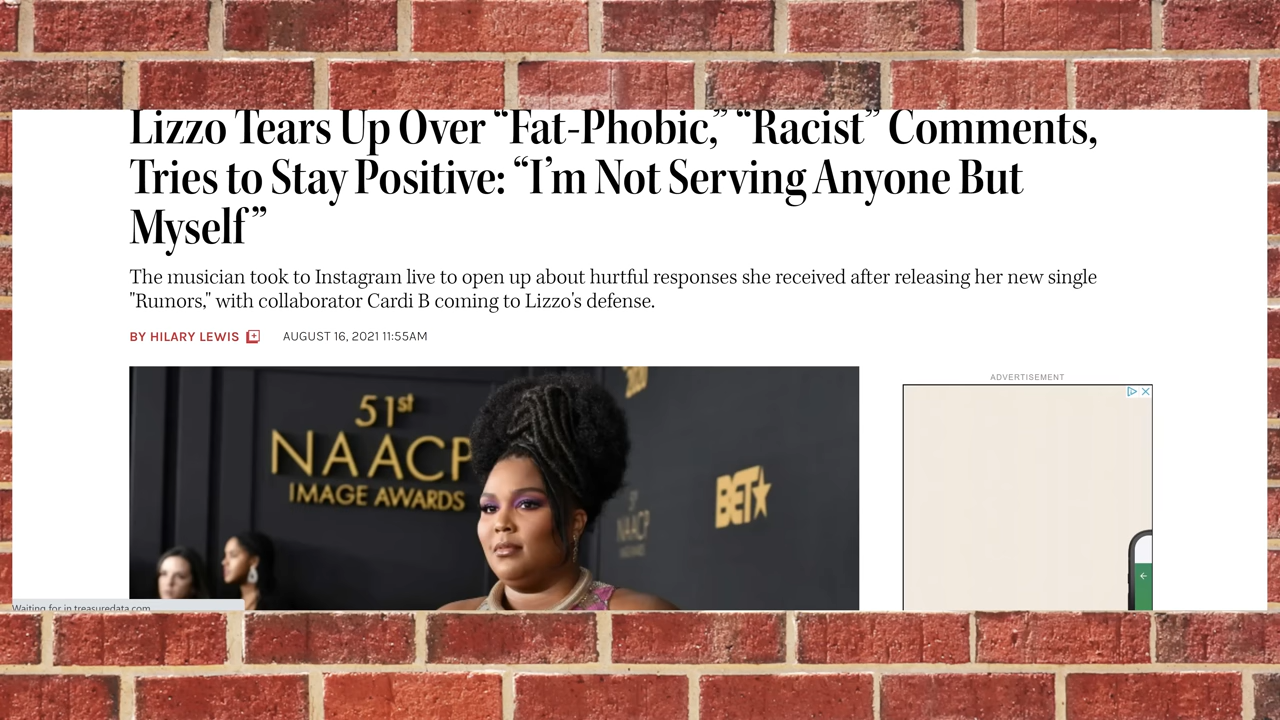 Lizzo Tears Up Over “Fat-Phobic,” “Racist” Comments,
Tries to Stay Positive: “I’m Not Serving Anyone But
Myself”
The musician took to Instagram live to open up about hurtful responses she received after releasing her new single
"Rumors," with collaborator Cardi B coming to Lizzo's defense.
BY HILARY LEWIS
AUGUST 16, 2021 11:55AM
ADVERTISEMENT
51st
NAACP
IMAGE AWARDS
BET
NAACP
Waiting for in.treasuredata.com